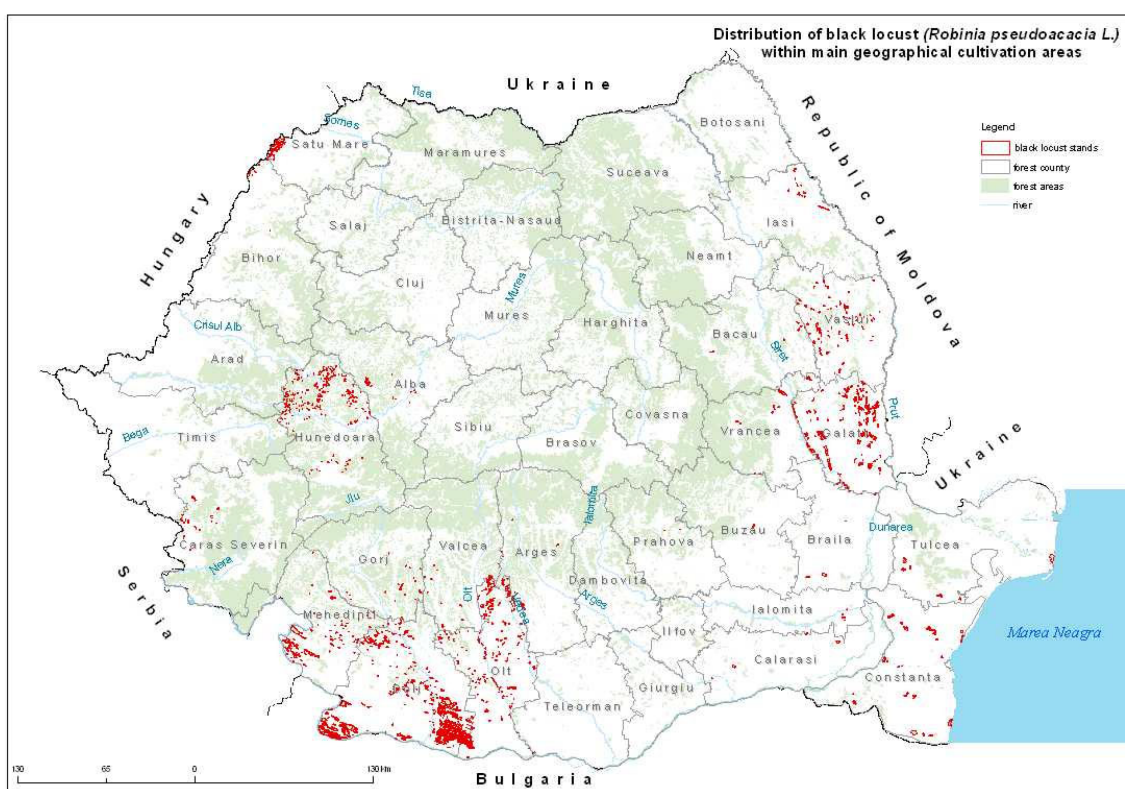 Distribution of black locust (Robinia pseudoacacia L.)
within main geographical cultivation areas
Ukraine
Tisa
Somes
Satu Mare
Maramures
Botosani
Suceava
Republic of Moldova
Legend
black locust stands
forest county
forest areas
river
Hungary
Salaj
Bistrita-Nasaud
Iasi
Bihor
Cluj
Neamt
Mures
Mures
Harghita
Bacau
Siret
Vaslui
Crisul Alb
Arad
Alba
Covasna
Vrancea
Galati
Prut
Bega
Timis
Hunedoara
Sibiu
Brasov
Ukraine
Jiu
Ialomita
Buzau
Braila
Dunarea
Tulcea
Caras Severin
Nera
Gorj
Valcea
Arges
Prahova
Dambovita
Serbia
Mehedinti
Olt
Arges
Ialomita
Ilfov
Marea Neagra
Calarasi
Constanta
Dolj
Olt
Giurgiu
Teleorman
130
65
0
130 km
Bulgaria